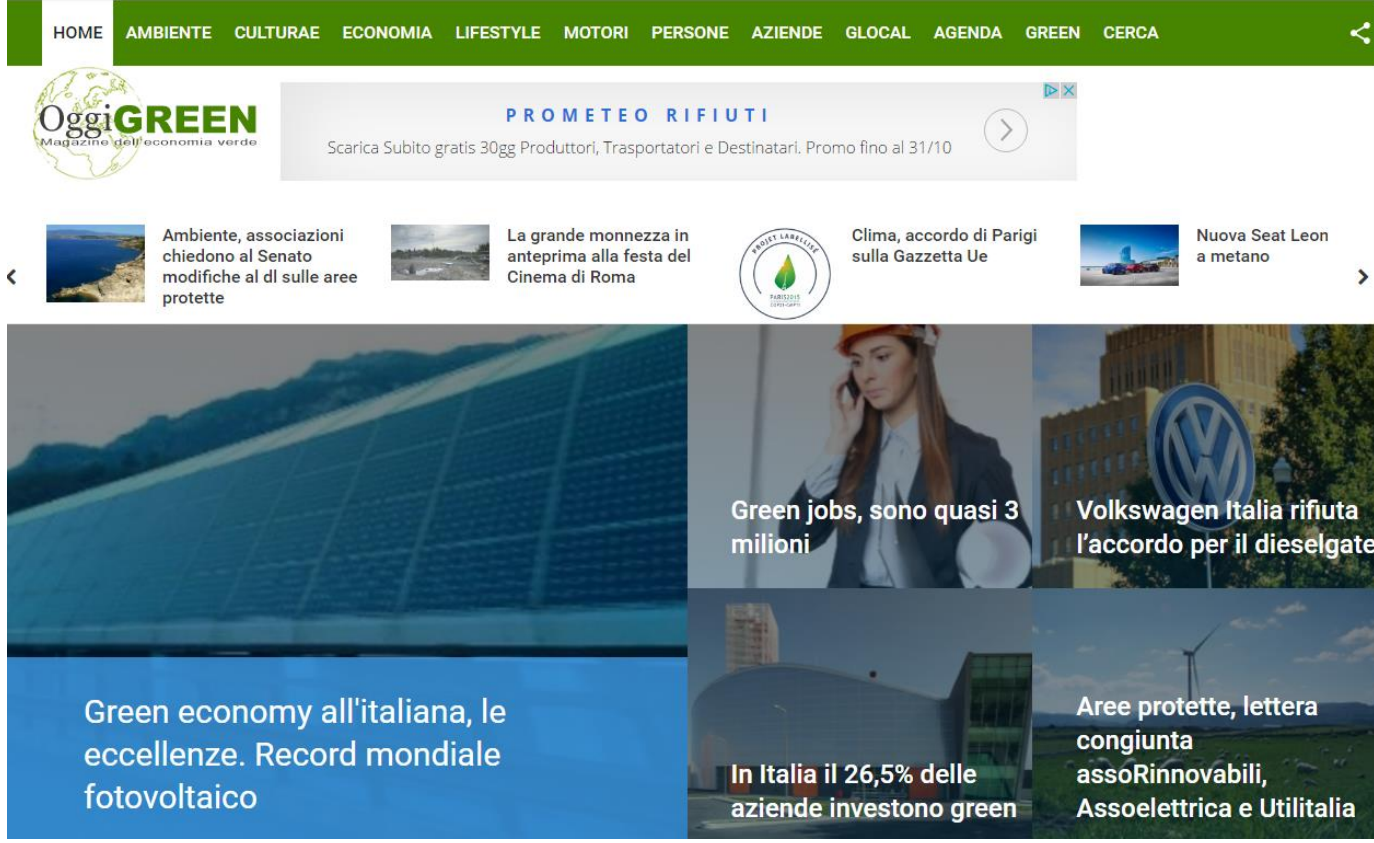 HOME AMBIENTE CULTURAE ECONOMIA LIFESTYLE MOTORI PERSONE AZIENDE GLOCAL AGENDA GREEN CERCA
OggiGREEN
Magazine dell'economia verde
PROMETEO RIFIUTI
Scarica Subito gratis 30gg Produttori, Trasportatori e Destinatari. Promo fino al 31/10
Ambiente, associazioni
chiedono al Senato
modifiche al dl sulle aree
protette
La grande monnezza in
anteprima alla festa del
Cinema di Roma
PROJET LABELLISÉ
PARIS2015
Clima, accordo di Parigi
sulla Gazzetta Ue
Nuova Seat Leon
a metano
Green economy all'italiana, le
eccellenze. Record mondiale
fotovoltaico
Green jobs, sono quasi 3
milioni
Volkswagen Italia rifiuta
l'accordo per il dieselgate
In Italia il 26,5% delle
aziende investono green
Aree protette, lettera
congiunta
assoRinnovabili,
Assoelettrica e Utilitalia